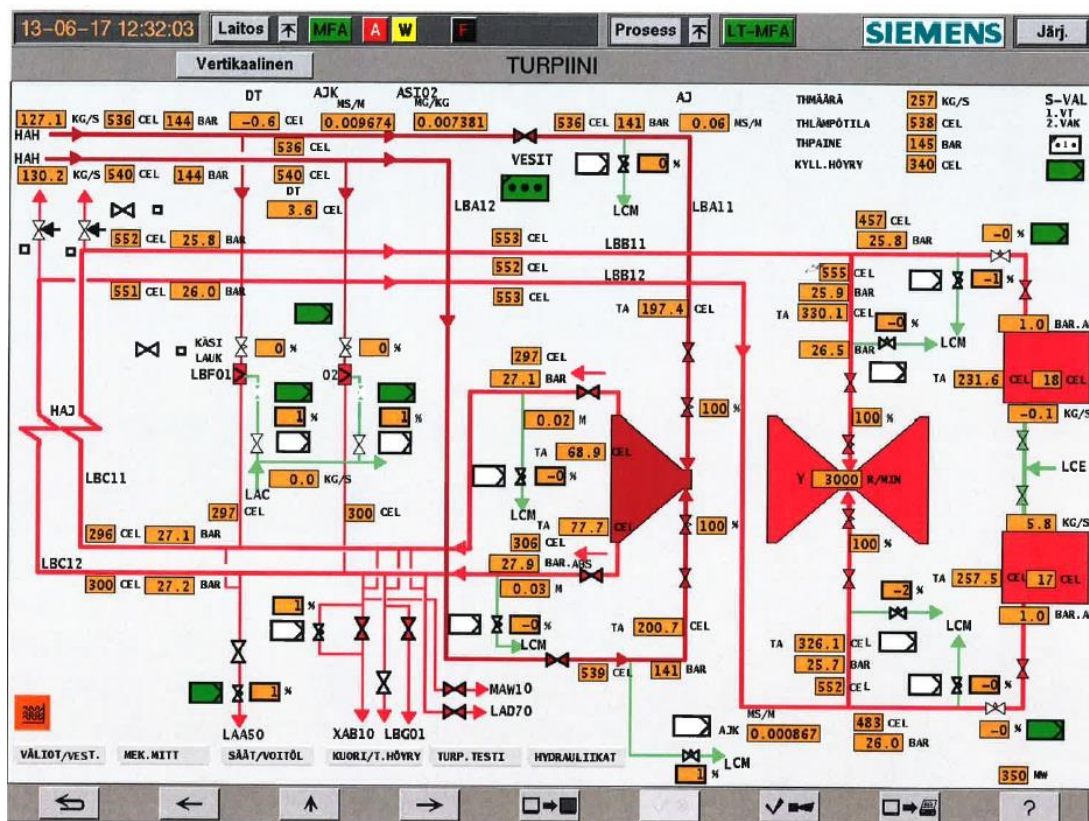 13-06-17 12:32:03 Laitos MFA A W F Prosess LT-MFA SIEMENS Järj.
Vertikaalinen TURPIINI
DT AJK MS/M ASI02 MG/KG AJ THMÄÄRÄ 257 KG/S S-VAL
127.1 KG/S 536 CEL 144 BAR -0.6 CEL 0.009674 0.007381 536 CEL 141 BAR 0.06 MS/M THLÄMPÖTILA 538 CEL 1.VT
HAH 536 CEL THPAINE 145 BAR 2.VAK
HAH VESIT 0 % KYLL.HÖYRY 340 CEL
130.2 KG/S 540 CEL 144 BAR 540 CEL
DT
3.6 CEL LBA12 LCM LBA11 457 CEL
552 CEL 25.8 BAR 553 CEL LBB11 25.8 BAR -0 %
552 CEL 555 CEL -1 %
551 CEL 26.0 BAR 553 CEL LBB12 25.9 BAR
TA 197.4 CEL TA 330.1 CEL -0 % 1.0 BAR.A
KÄSI 0 % 0 % 297 CEL 26.5 BAR LCM
LAUK
LBF01 02 27.1 BAR TA 231.6 CEL 18 CEL
HAJ 1 % 1 % 0.02 M 100 % 100 % -0.1 KG/S
TA 68.9 CEL
LBC11 0.0 KG/S -0 % Y 3000 R/MIN LCE
LAC LCM
297 CEL 300 CEL TA 77.7 CEL 100 % 5.8 KG/S
296 CEL 27.1 BAR 306 CEL 100 %
LBC12 27.9 BAR.ABS TA 257.5 CEL 17 CEL
300 CEL 27.2 BAR 0.03 M -2 %
1 % -0 % TA 200.7 CEL LCM 1.0 BAR.A
LCM TA 326.1 CEL
539 CEL 141 BAR 25.7 BAR
1 % MAW10 552 CEL -0 %
LAD70 MS/M
LAA50 XAB10 LBG01 AJK 0.000867 483 CEL -0 %
VÄLIOT/VEST. MEK.MITT SÄÄT/VOITÖL KUORI/T.HÖYRY TURP.TESTI HYDRAULIIKAT LCM 26.0 BAR
1 % 350 MW
?